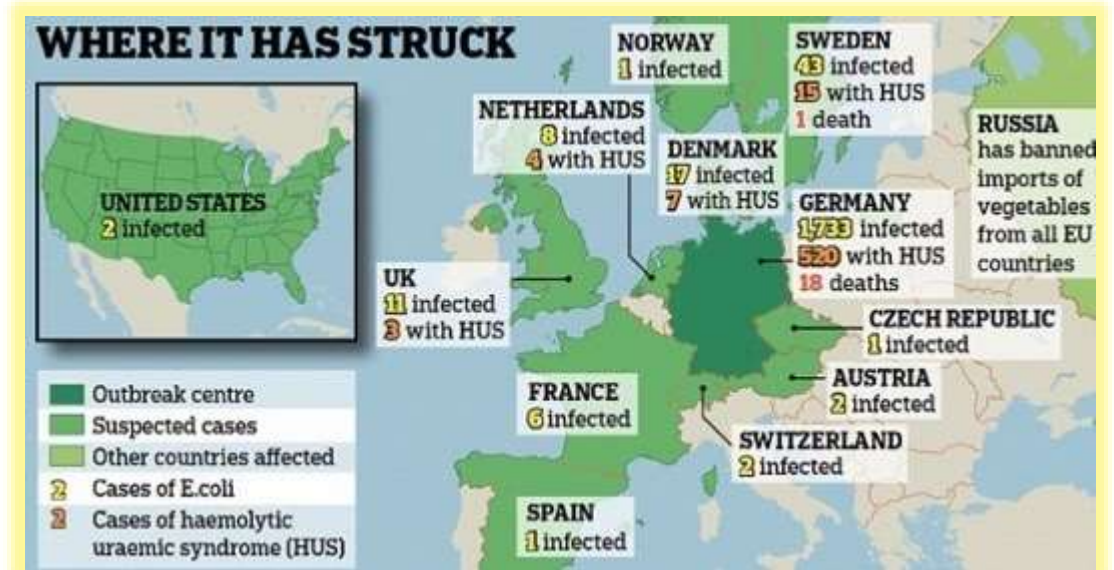 WHERE IT HAS STRUCK
UNITED STATES
2 infected
NORWAY
1 infected
SWEDEN
43 infected
15 with HUS
1 death
NETHERLANDS
8 infected
4 with HUS
DENMARK
17 infected
7 with HUS
RUSSIA
has banned
imports of
vegetables
from all EU
countries
GERMANY
1,733 infected
520 with HUS
18 deaths
UK
11 infected
3 with HUS
CZECH REPUBLIC
1 infected
AUSTRIA
2 infected
FRANCE
6 infected
SWITZERLAND
2 infected
SPAIN
1 infected
Outbreak centre
Suspected cases
Other countries affected
2 Cases of E.coli
2 Cases of haemolytic
uraemic syndrome (HUS)